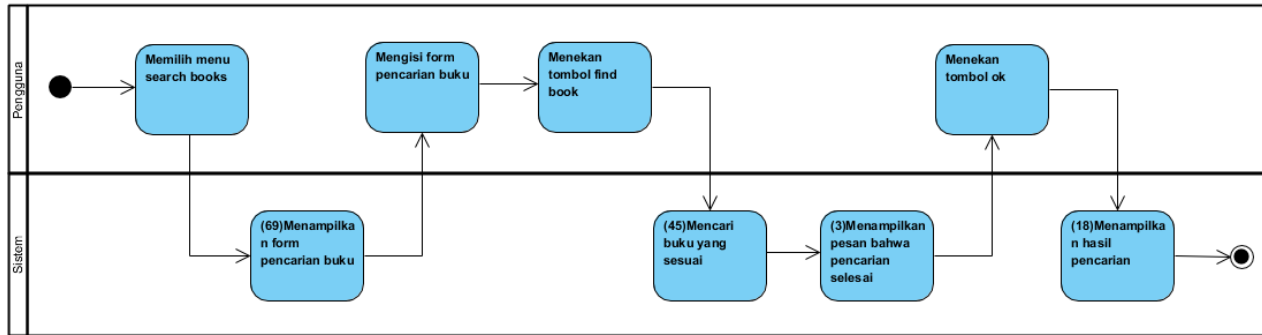 Pengguna
Memilih menu
search books
Mengisi form
pencarian buku
Menekan
tombol find
book
Menekan
tombol ok
Sistem
(69)Menampilka
n form
pencarian buku
(45)Mencari
buku yang
sesuai
(3)Menampilkan
pesan bahwa
pencarian
selesai
(18)Menampilka
n hasil
pencarian